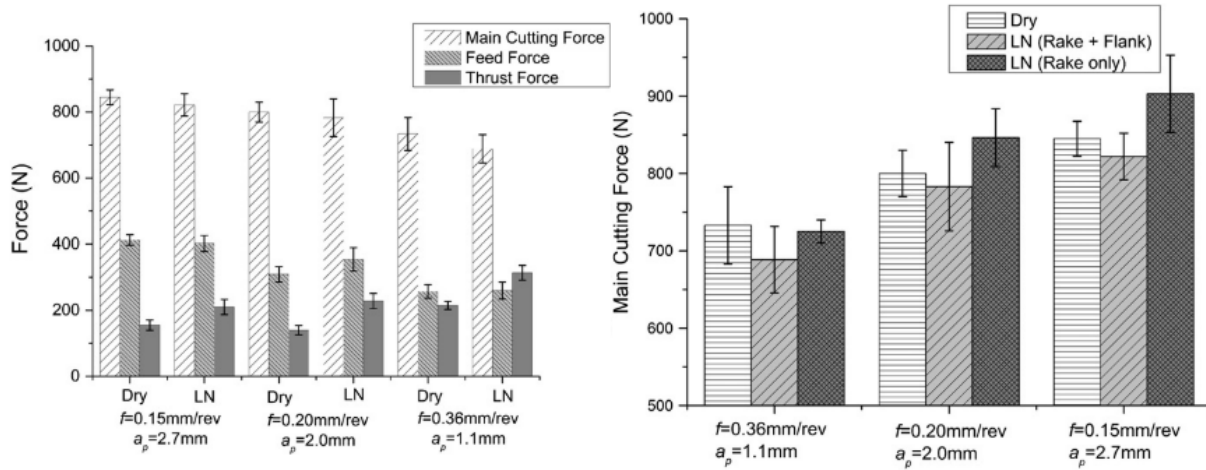 1000
800
600
400
200
0
Force (N)
Main Cutting Force
Feed Force
Thrust Force
Dry LN Dry LN Dry LN
f=0.15mm/rev f=0.20mm/rev f=0.36mm/rev
aₚ=2.7mm aₚ=2.0mm aₚ=1.1mm
1000
900
800
700
600
500
Main Cutting Force (N)
Dry
LN (Rake + Flank)
LN (Rake only)
f=0.36mm/rev f=0.20mm/rev f=0.15mm/rev
aₚ=1.1mm aₚ=2.0mm aₚ=2.7mm